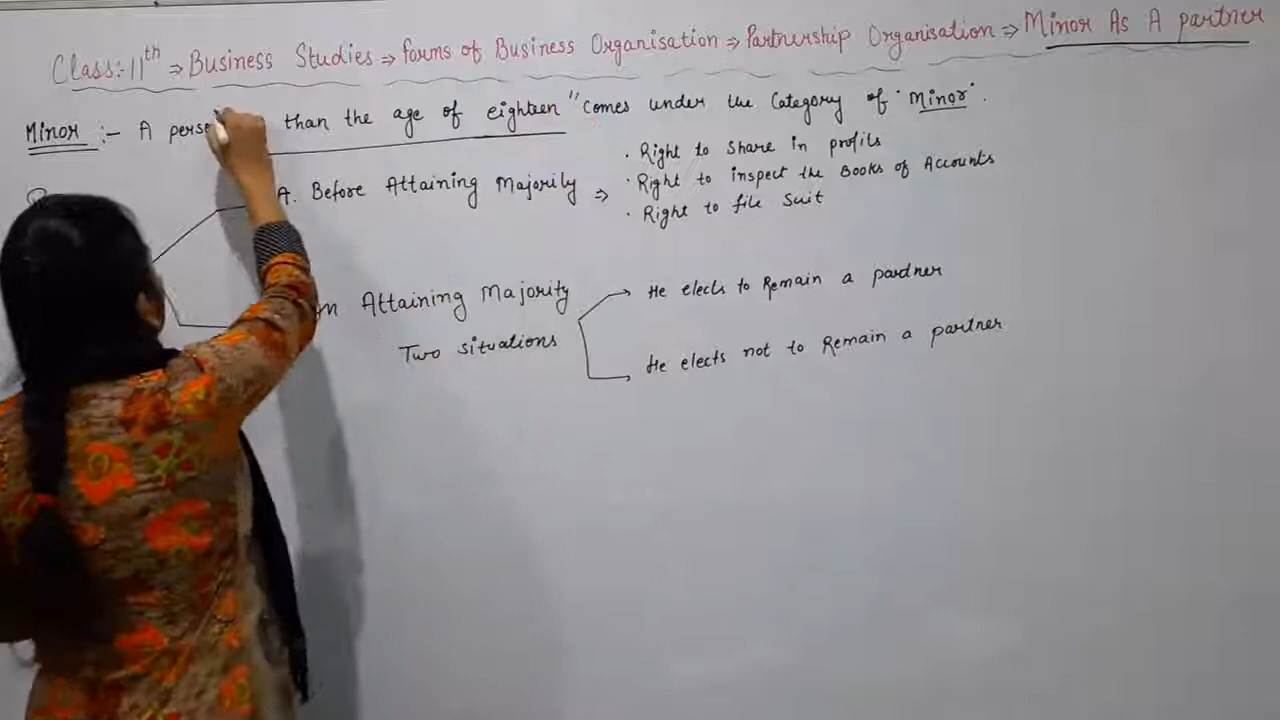 Class:-11th ⇒ Business Studies ⇒ Forms of Business Organisation ⇒ Partnership Organisation ⇒ Minor As A partner
Minor :- A perso than the age of eighteen" Comes under the Category of 'Minor'.
A. Before Attaining Majority ⇒
· Right to Share in profits
· Right to inspect the Books of Accounts
· Right to file Suit
n Attaining Majority
Two situations
He elects to Remain a partner
He elects not to Remain a partner